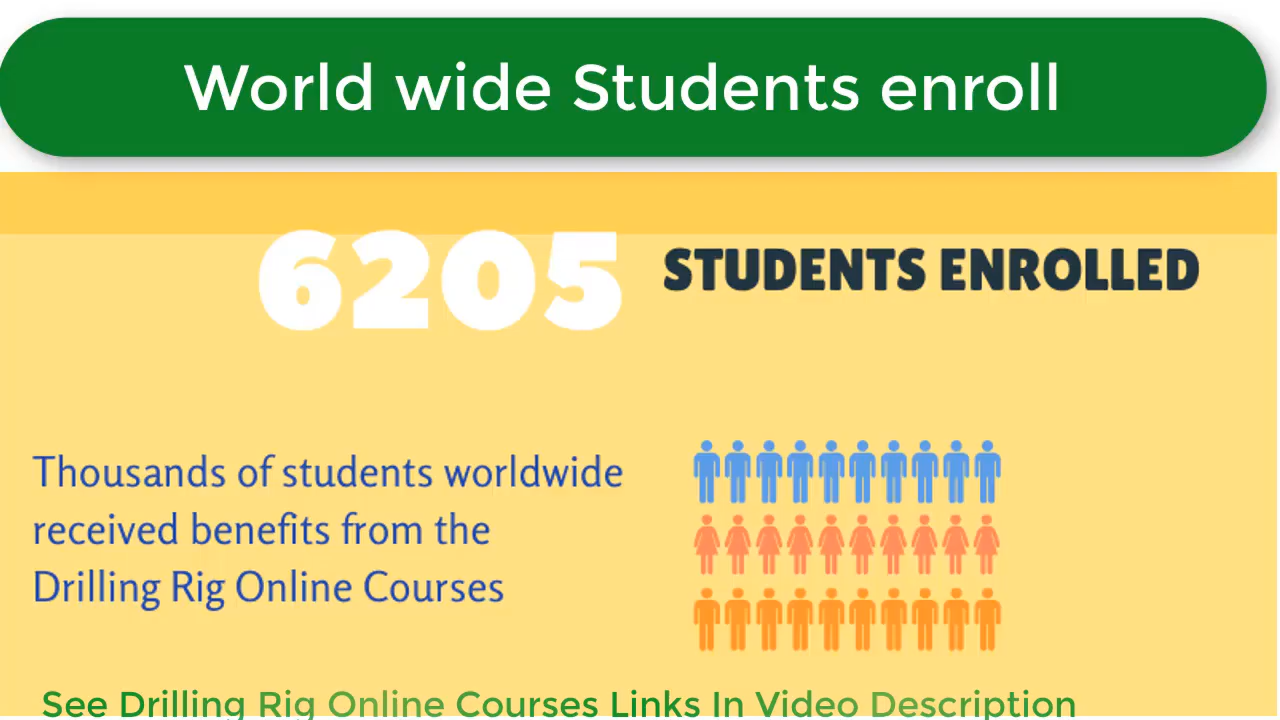 World wide Students enroll
6205 STUDENTS ENROLLED
Thousands of students worldwide
received benefits from the
Drilling Rig Online Courses
See Drilling Rig Online Courses Links In Video Description